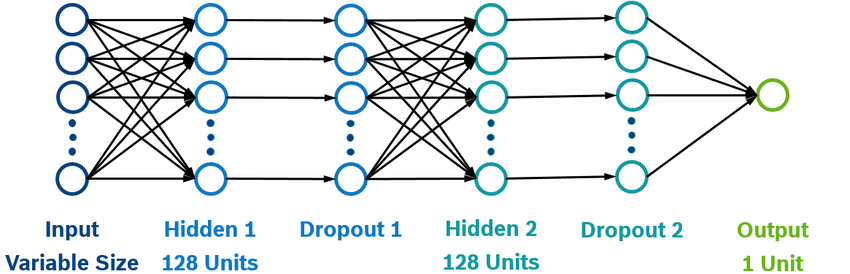 Input Hidden 1 Dropout 1 Hidden 2 Dropout 2 Output
Variable Size 128 Units 128 Units 1 Unit